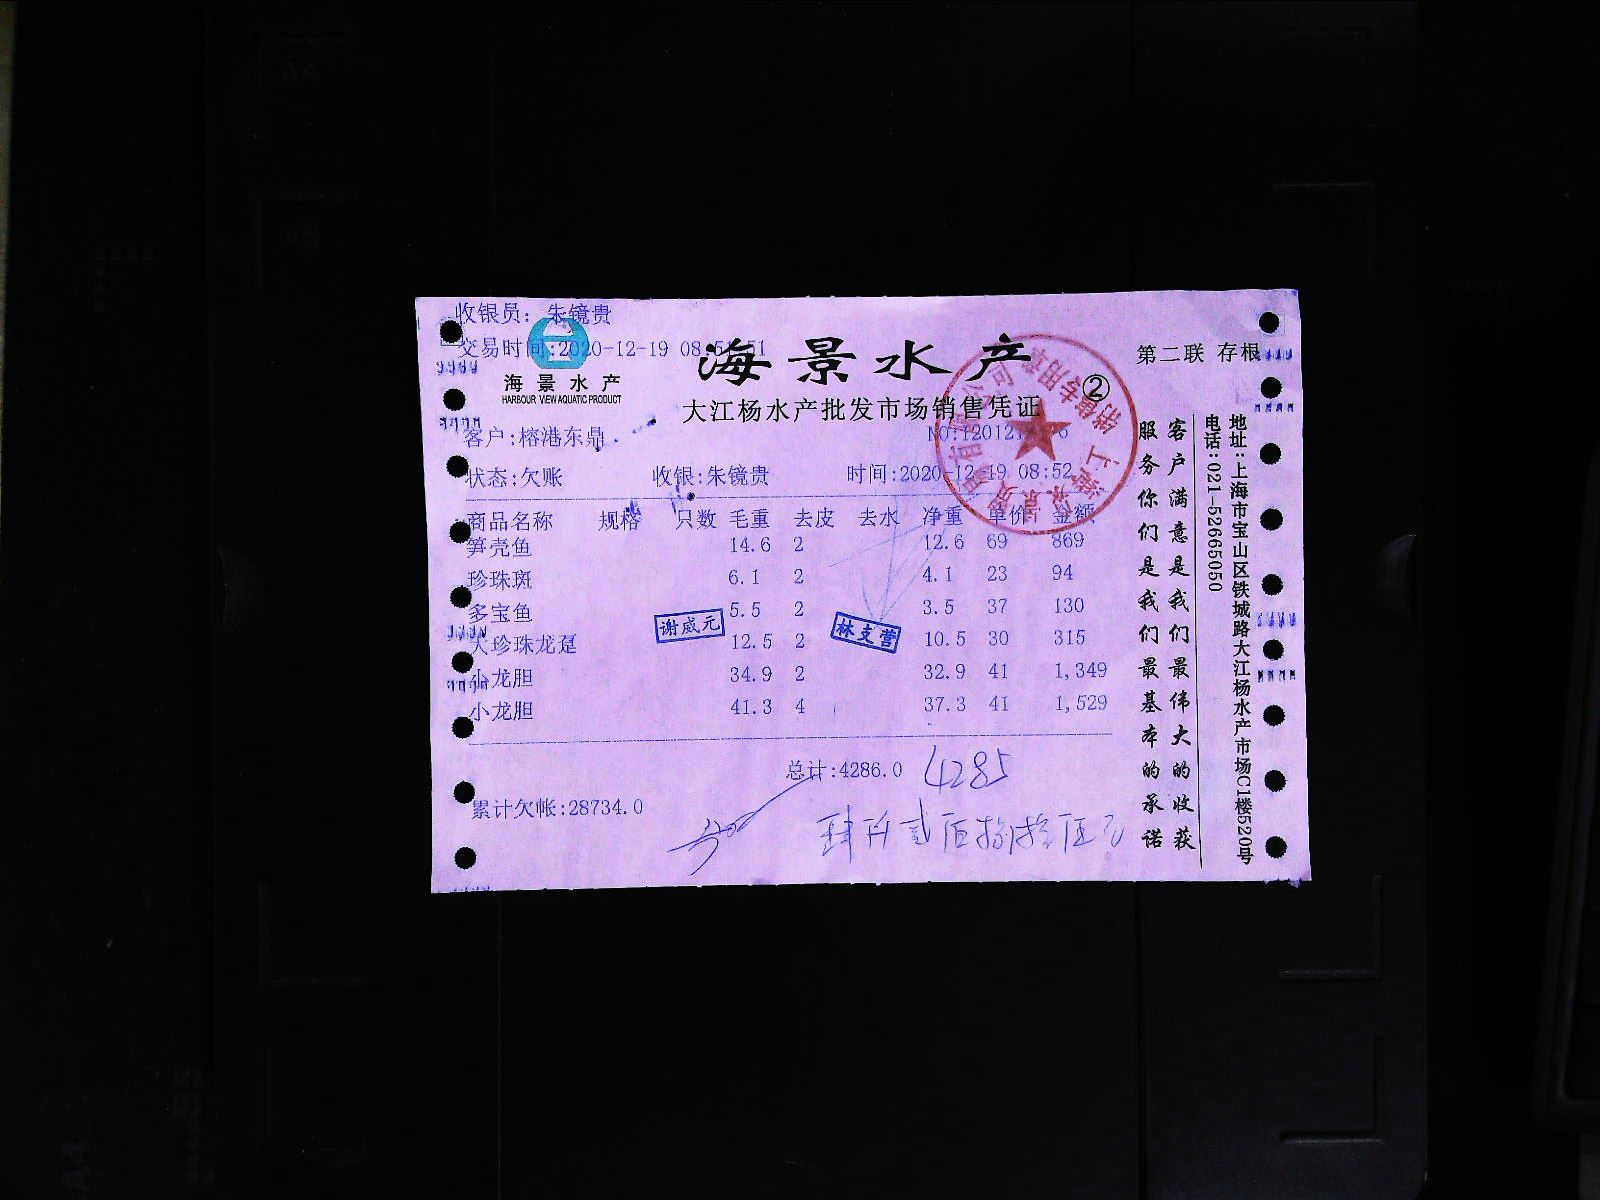 收银员: 朱镜贵
交易时间:2020-12-19 08:51:51
海景水产
HARBOUR VIEW AQUATIC PRODUCT
海景水产
②
第二联 存根
大江杨水产批发市场销售凭证
客户:榕港东鼎
状态:欠账 收银:朱镜贵 时间:2020-12-19 08:52
商品名称 规格 只数 毛重 去皮 去水 净重 单价 金额
笋壳鱼 14.6 2 12.6 69 869
珍珠斑 6.1 2 4.1 23 94
多宝鱼 5.5 2 3.5 37 130
大珍珠龙趸 12.5 2 10.5 30 315
小龙胆 34.9 2 32.9 41 1,349
小龙胆 41.3 4 37.3 41 1,529
谢威元
林支营
总计:4286.0 4285
累计欠帐:28734.0
客户满意是我们最伟大的收获
服务你们是我们最基本的承诺
地址:上海市宝山区铁城路大江杨水产市场C1楼520号
电话:021-52665050